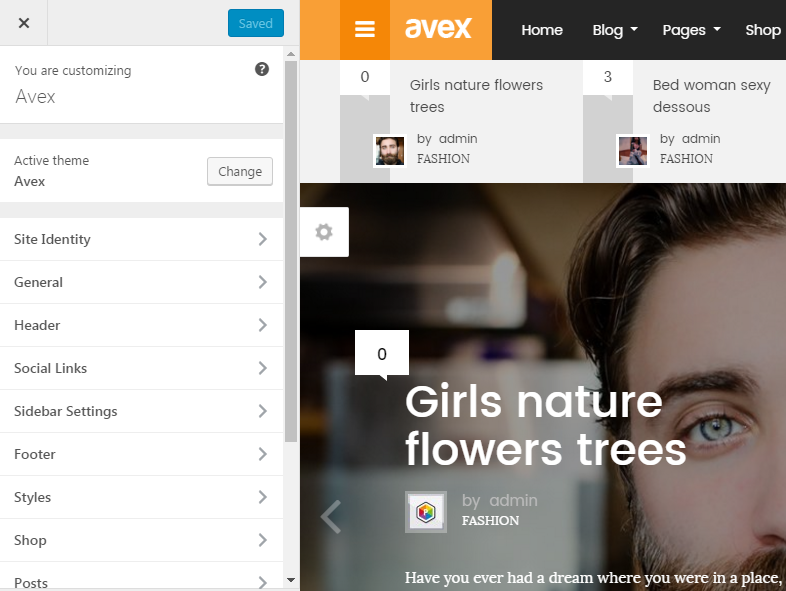 Saved
You are customizing
Avex
Active theme
Avex
Change
Site Identity
General
Header
Social Links
Sidebar Settings
Footer
Styles
Shop
Posts
avex
Home Blog Pages Shop
0
Girls nature flowers
trees
by admin
FASHION
3
Bed woman sexy
dessous
by admin
FASHION
0
Girls nature
flowers trees
by admin
FASHION
Have you ever had a dream where you were in a place,